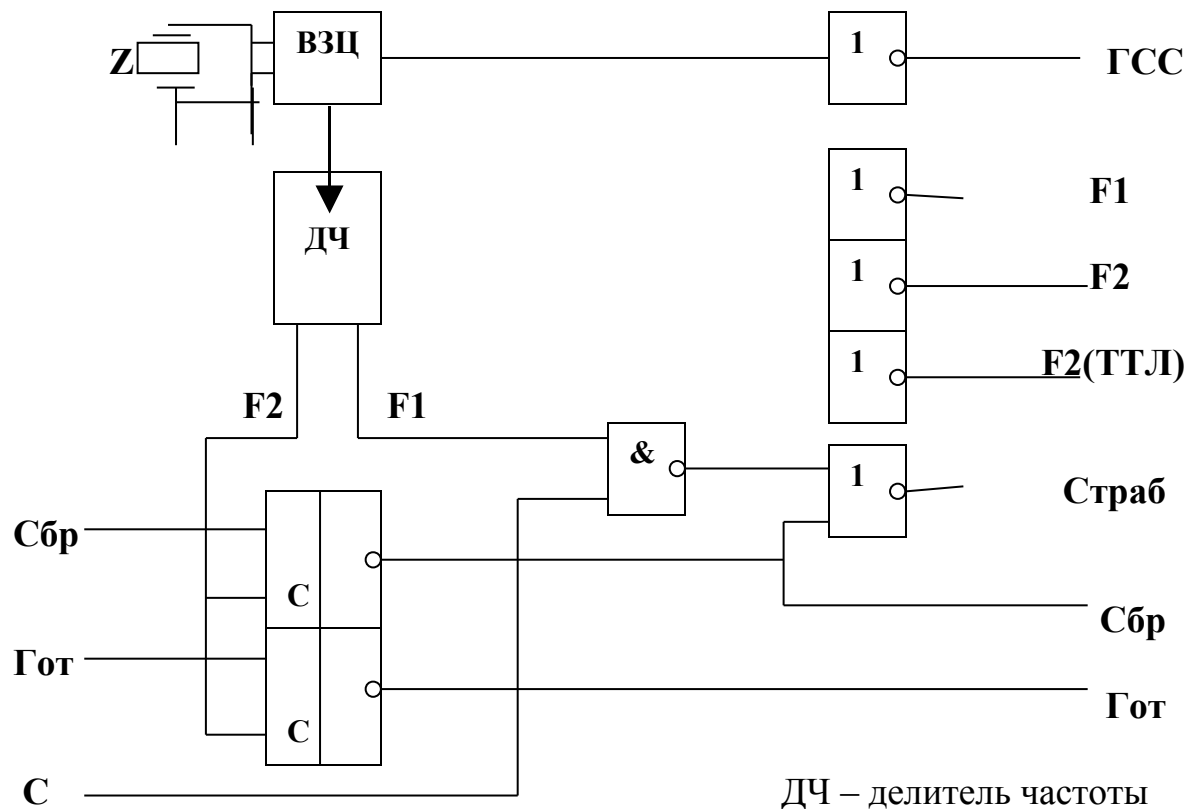 Z
ВЗЦ
1
ГСС
1
F1
ДЧ
1
F2
1
F2(ТТЛ)
F2
F1
&
1
Страб
Сбр
С
Сбр
Гот
Гот
С
С
ДЧ – делитель частоты